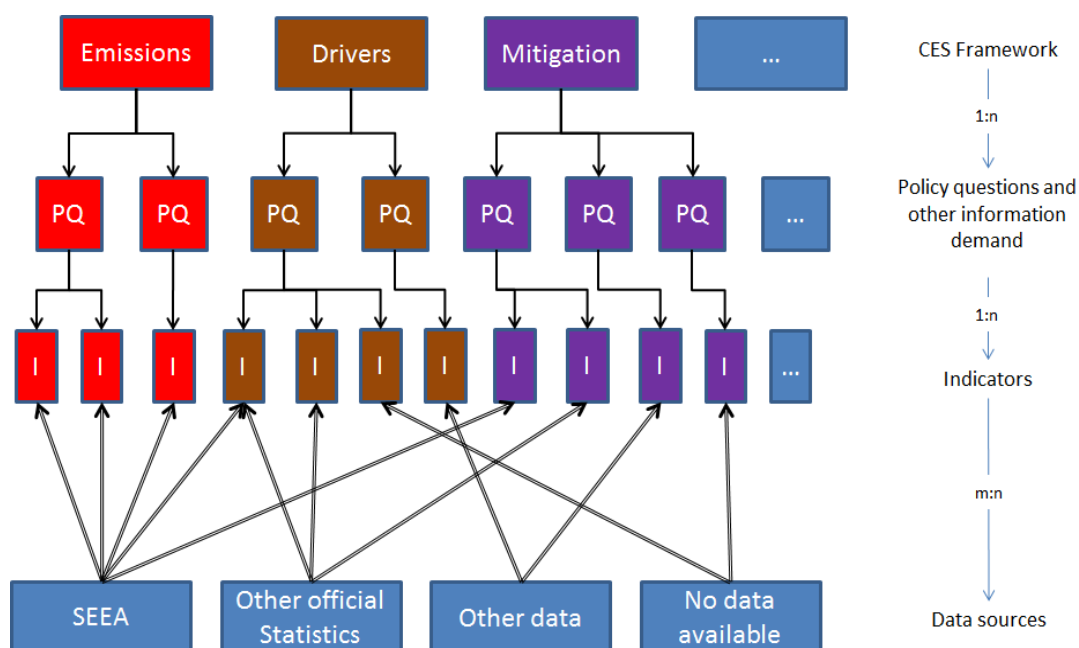 Emissions
Drivers
Mitigation
...
CES Framework
1:n
PQ
PQ
PQ
PQ
PQ
PQ
PQ
...
Policy questions and
other information
demand
1:n
I
I
I
I
I
I
I
I
I
I
I
...
Indicators
m:n
SEEA
Other official
Statistics
Other data
No data
available
Data sources